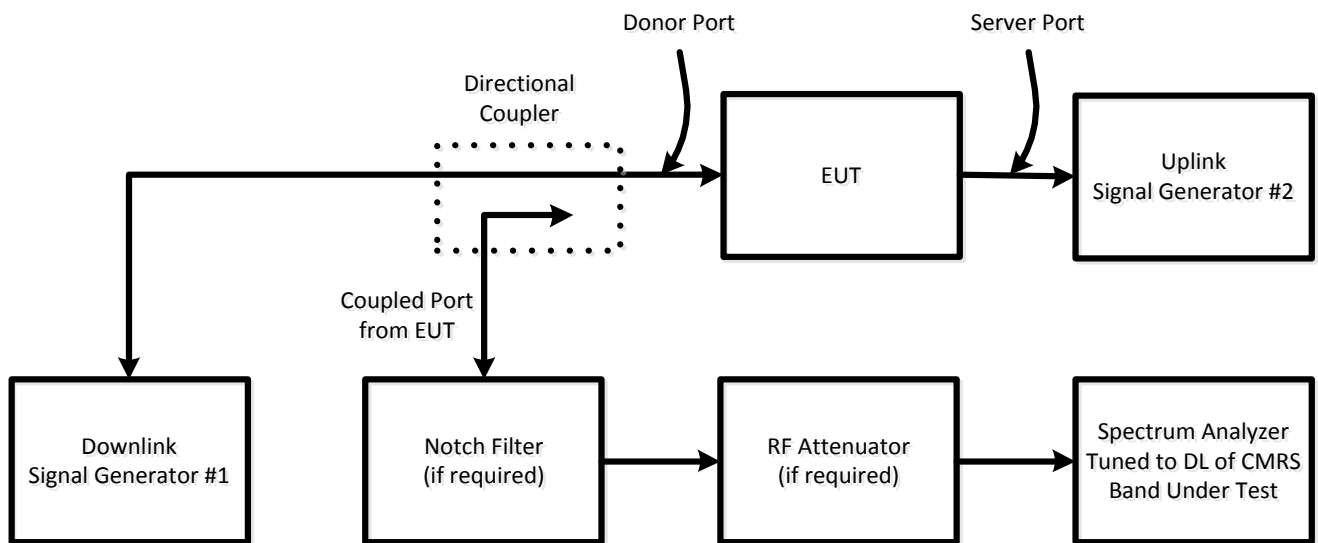 Donor Port
Server Port
Directional
Coupler
EUT
Uplink
Signal Generator #2
Coupled Port
from EUT
Downlink
Signal Generator #1
Notch Filter
(if required)
RF Attenuator
(if required)
Spectrum Analyzer
Tuned to DL of CMRS
Band Under Test